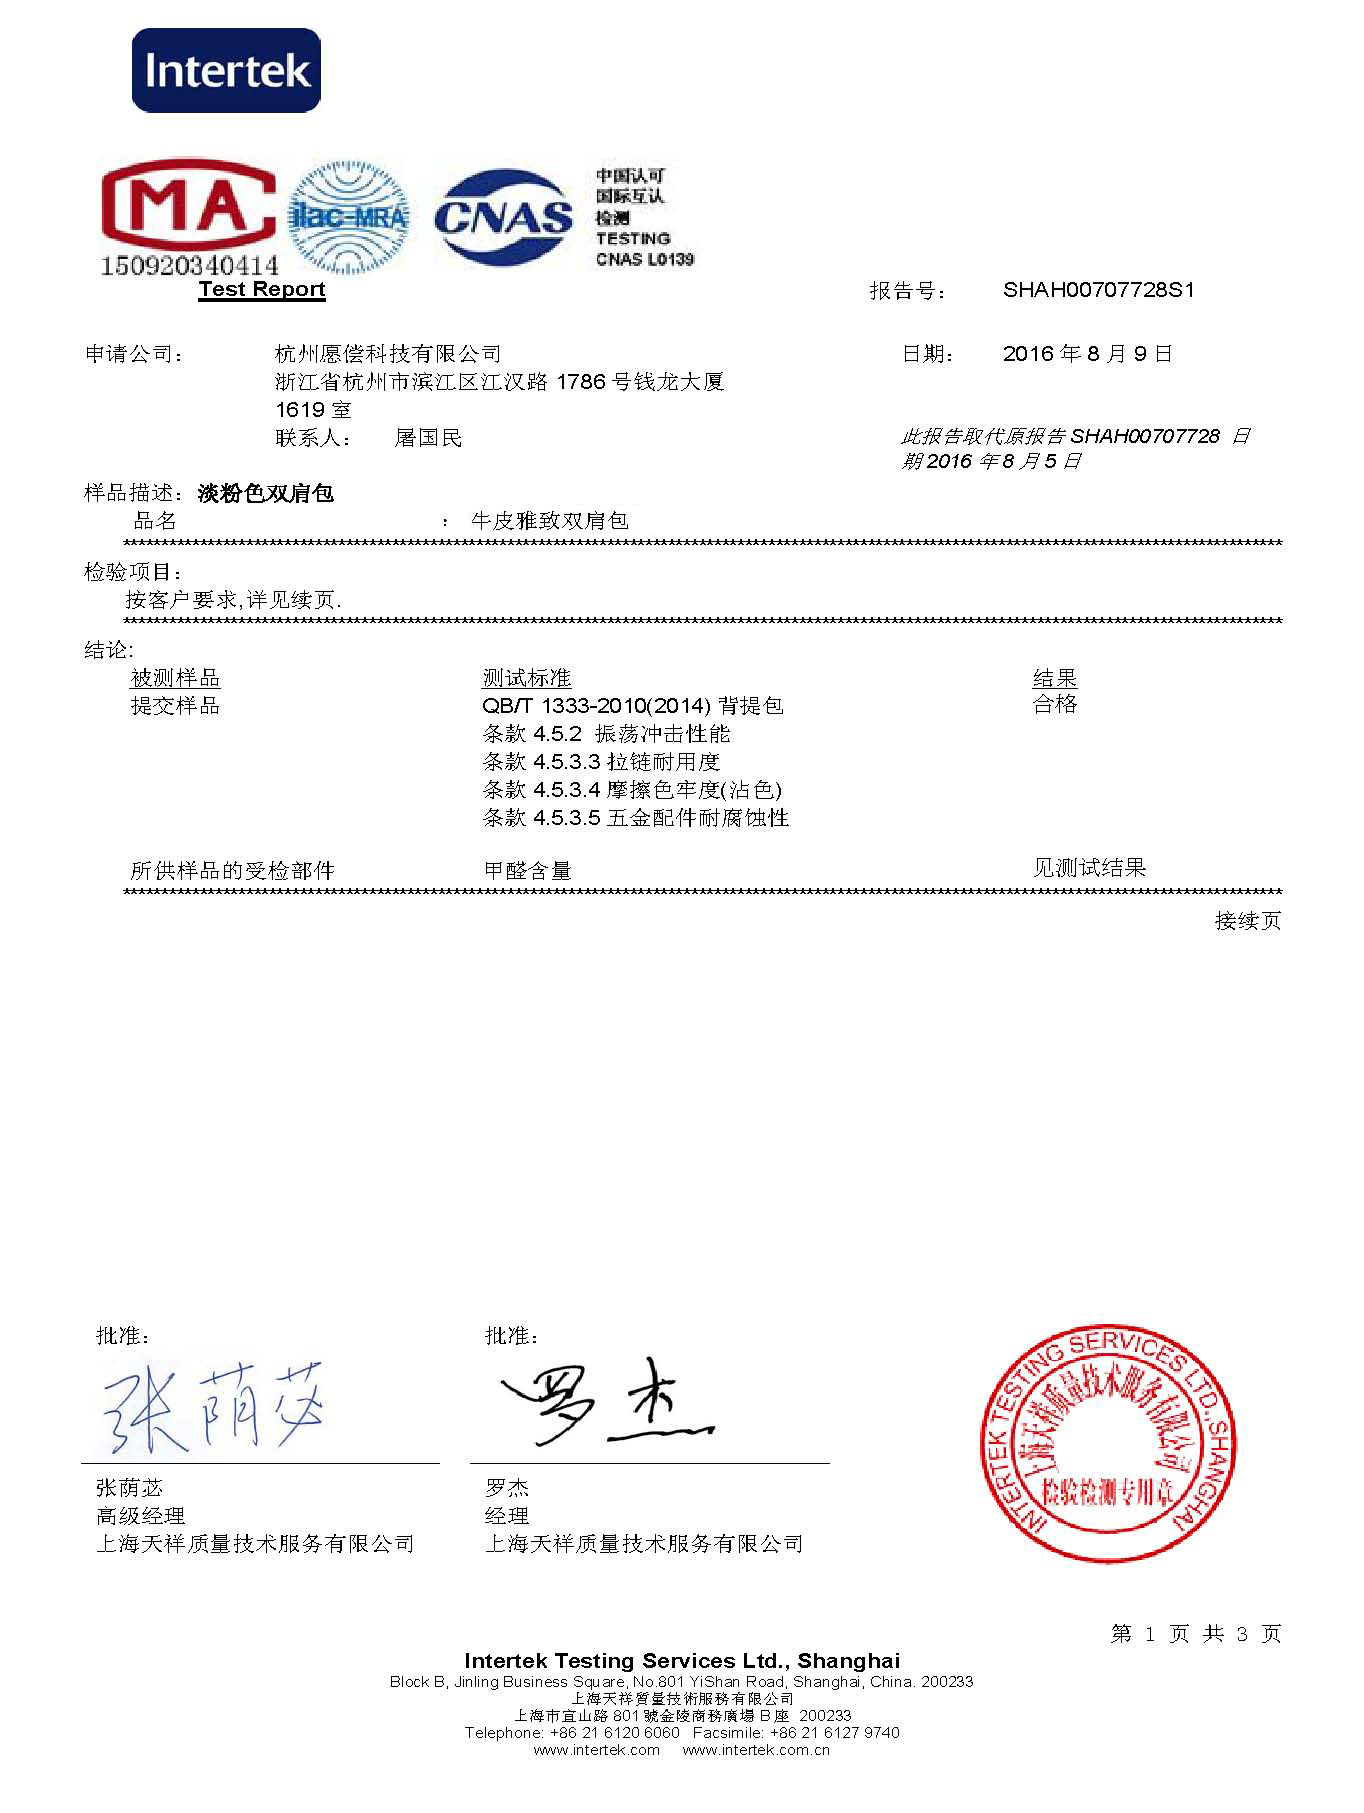 Intertek
MA
150920340414
ilac-MRA
CNAS
中国认可
国际互认
检测
TESTING
CNAS L0139
Test Report
报告号: SHAH00707728S1
申请公司: 杭州愿偿科技有限公司 日期: 2016 年 8 月 9 日
浙江省杭州市滨江区江汉路 1786 号钱龙大厦
1619 室
联系人: 屠国民
此报告取代原报告 SHAH00707728 日
期 2016 年 8 月 5 日
样品描述: 淡粉色双肩包
品名 : 牛皮雅致双肩包
检验项目:
按客户要求,详见续页.
结论:
被测样品 测试标准 结果
提交样品 QB/T 1333-2010(2014) 背提包 合格
条款 4.5.2 振荡冲击性能
条款 4.5.3.3 拉链耐用度
条款 4.5.3.4 摩擦色牢度(沾色)
条款 4.5.3.5 五金配件耐腐蚀性
所供样品的受检部件 甲醛含量 见测试结果
接续页
批准: 批准:
张荫苾 罗杰
张荫苾 罗杰
高级经理 经理
上海天祥质量技术服务有限公司 上海天祥质量技术服务有限公司
INTERTEK TESTING SERVICES LTD., SHANGHAI
上海天祥质量技术服务有限公司
检验检测专用章
第 1 页 共 3 页
Intertek Testing Services Ltd., Shanghai
Block B, Jinling Business Square, No.801 YiShan Road, Shanghai, China. 200233
上海天祥質量技術服務有限公司
上海市宜山路 801 號金陵商務廣場 B 座 200233
Telephone: +86 21 6120 6060 Facsimile: +86 21 6127 9740
www.intertek.com www.intertek.com.cn